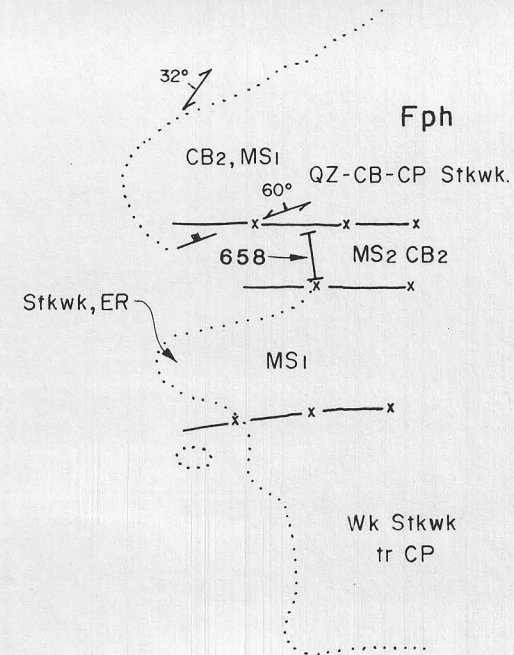 32°
Fph
CB2, MS1
QZ-CB-CP Stkwk.
60°
658
MS2 CB2
Stkwk, ER
MS1
Wk Stkwk
tr CP